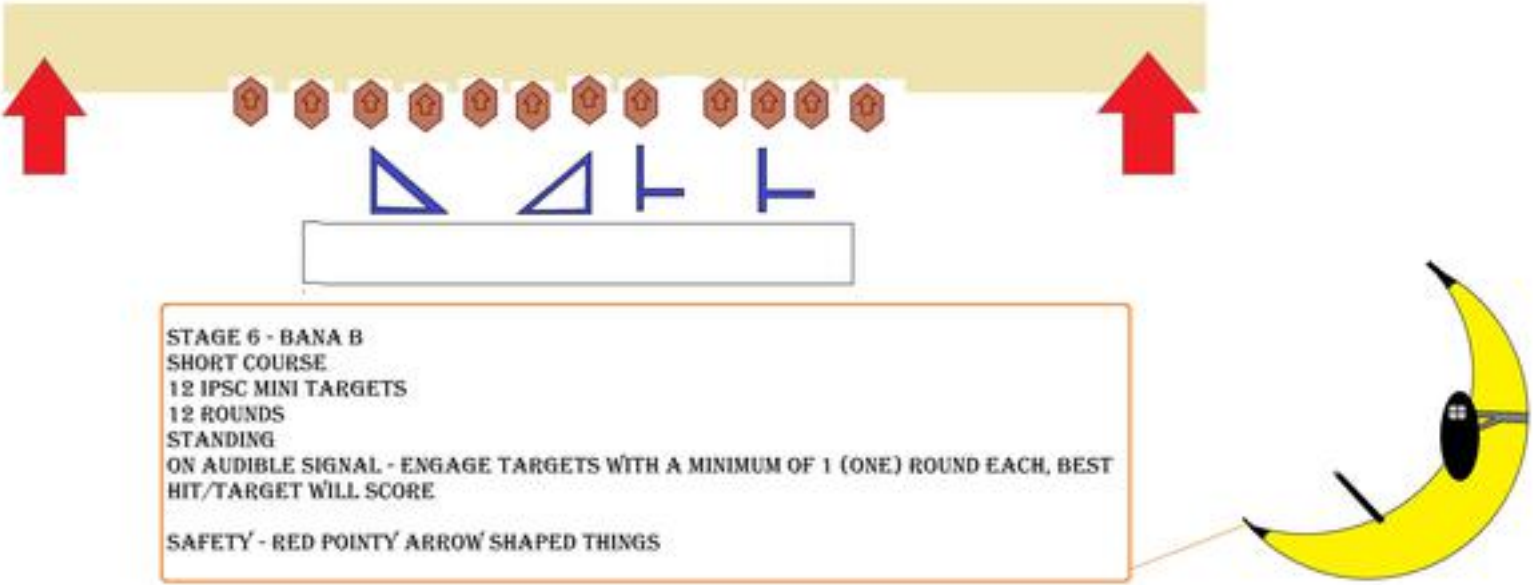 STAGE 6 - BANA B
SHORT COURSE
12 IPSC MINI TARGETS
12 ROUNDS
STANDING
ON AUDIBLE SIGNAL - ENGAGE TARGETS WITH A MINIMUM OF 1 (ONE) ROUND EACH, BEST
HIT/TARGET WILL SCORE
SAFETY - RED POINTY ARROW SHAPED THINGS